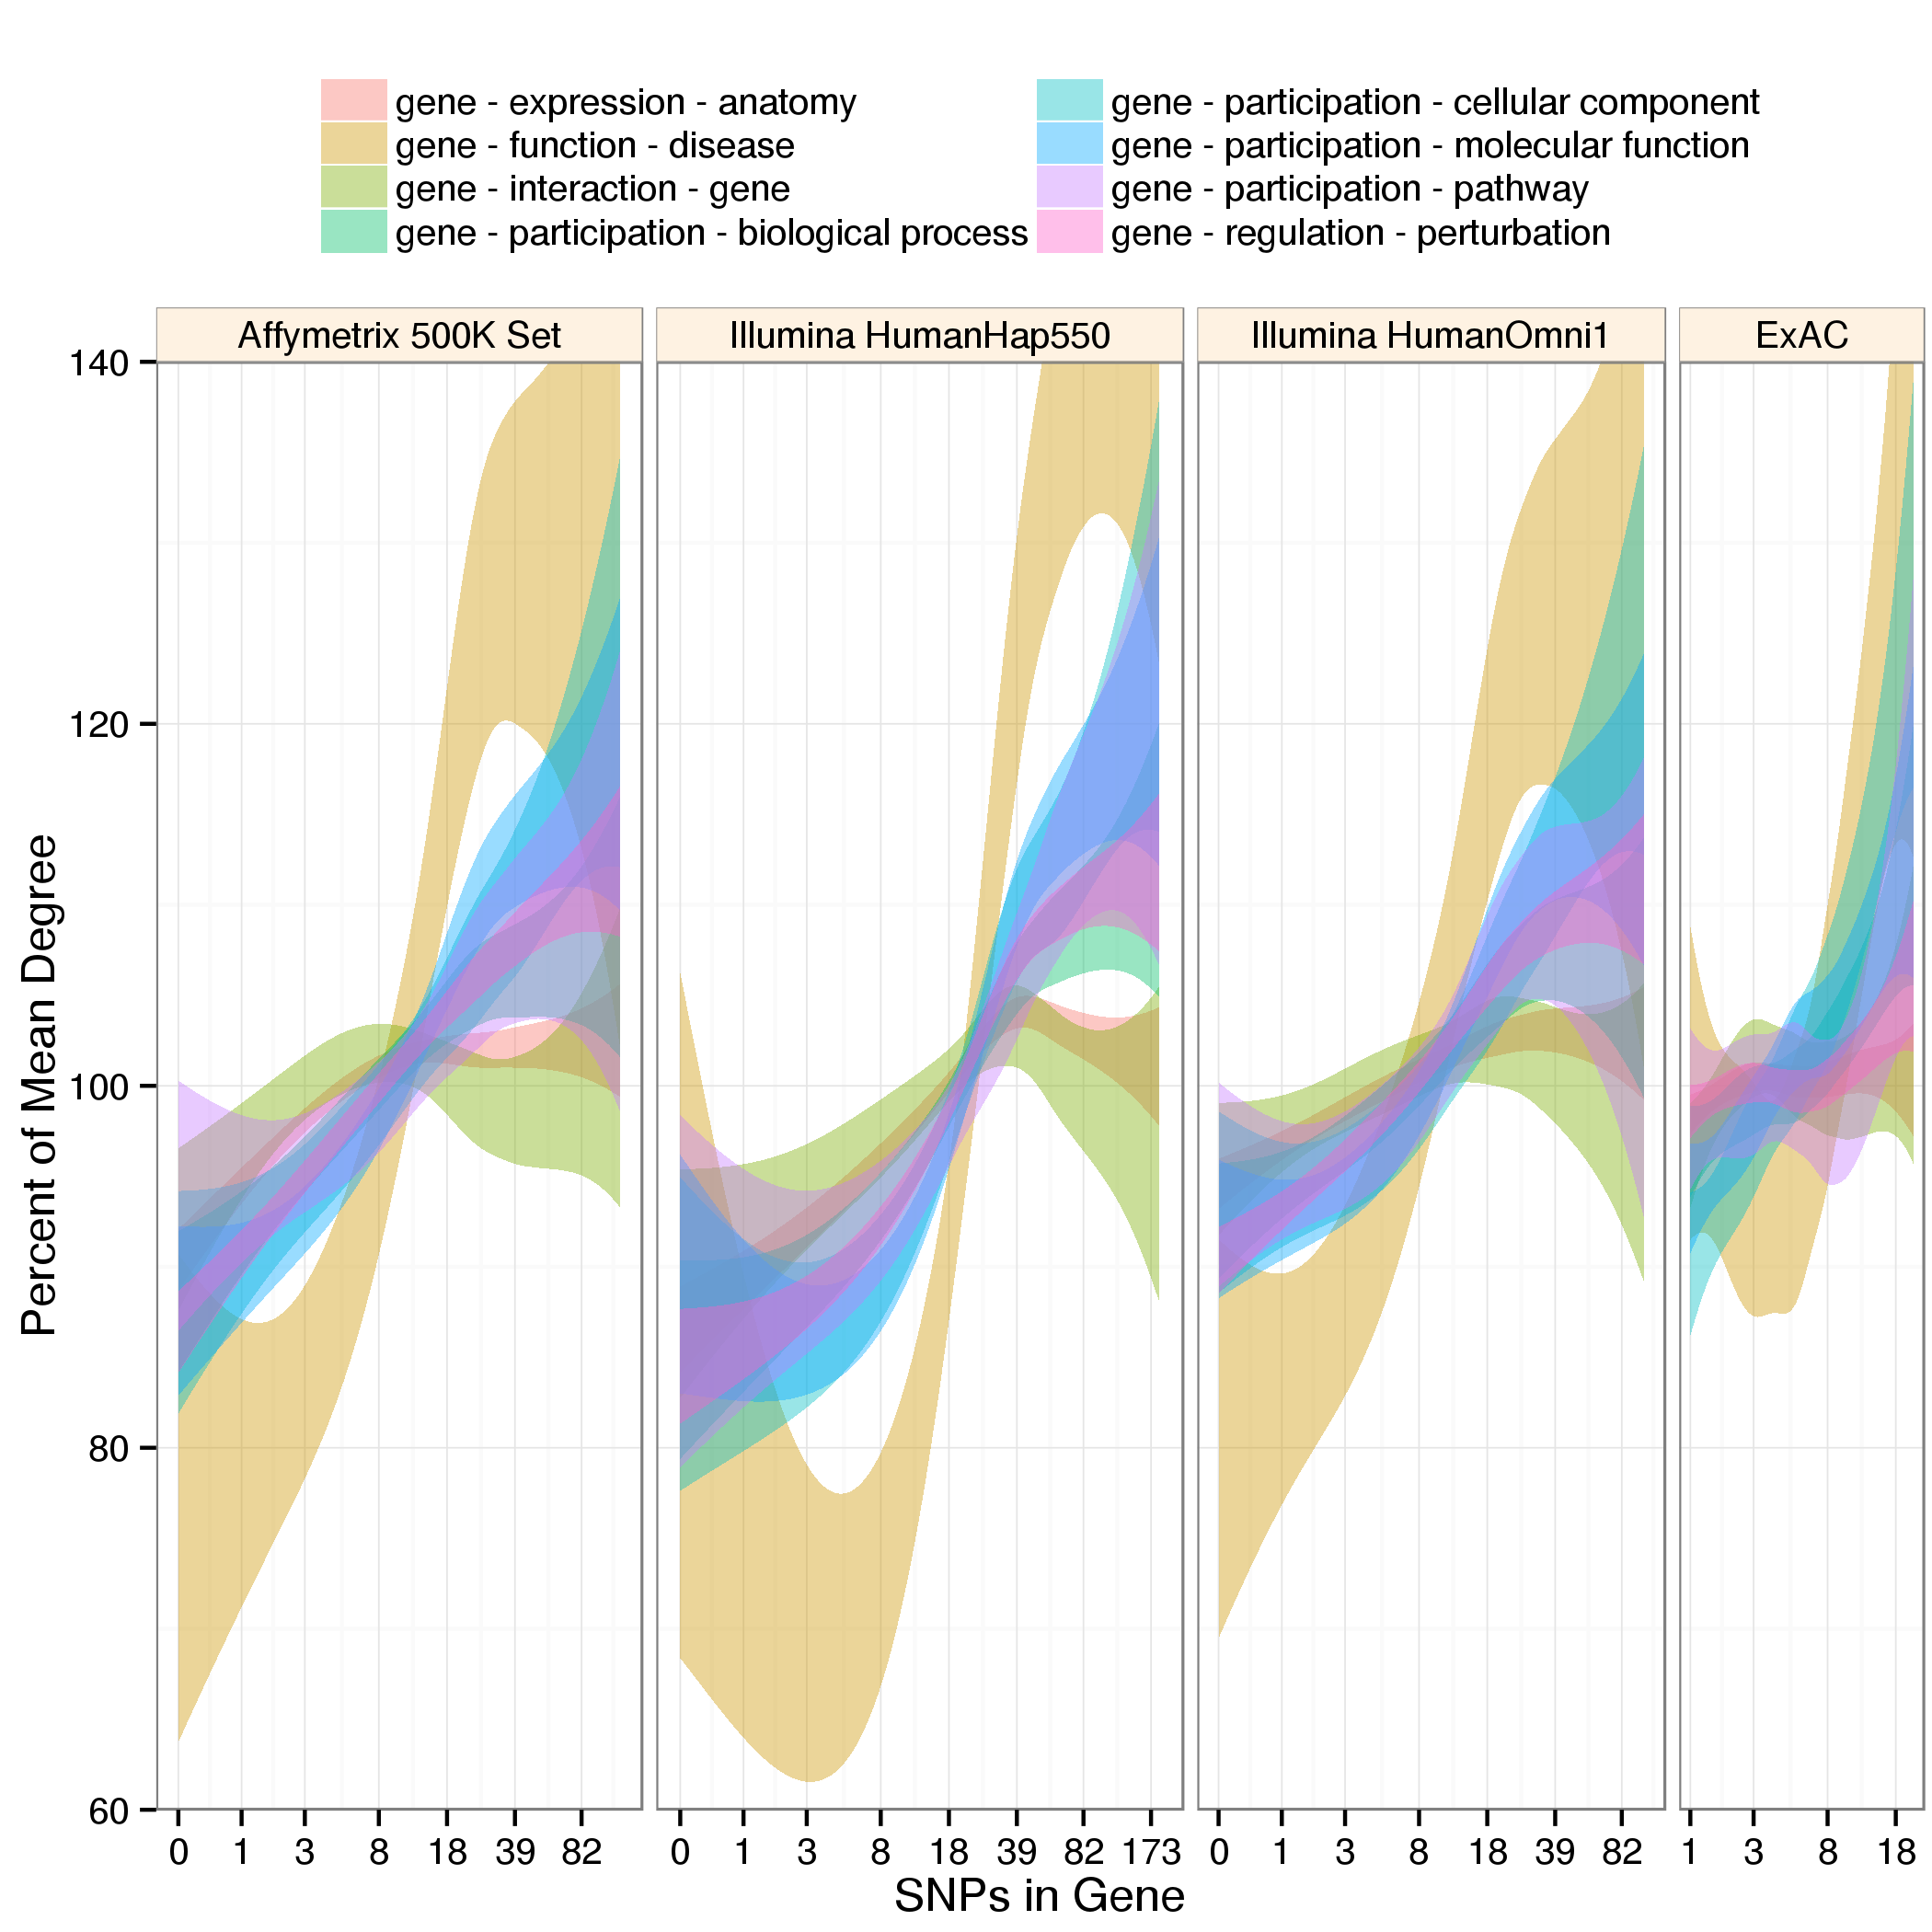 gene - expression - anatomy
gene - function - disease
gene - interaction - gene
gene - participation - biological process
gene - participation - cellular component
gene - participation - molecular function
gene - participation - pathway
gene - regulation - perturbation
Affymetrix 500K Set
Illumina HumanHap550
Illumina HumanOmni1
ExAC
Percent of Mean Degree
140
120
100
80
60
0 1 3 8 18 39 82
0 1 3 8 18 39 82 173
0 1 3 8 18 39 82
1 3 8 18
SNPs in Gene